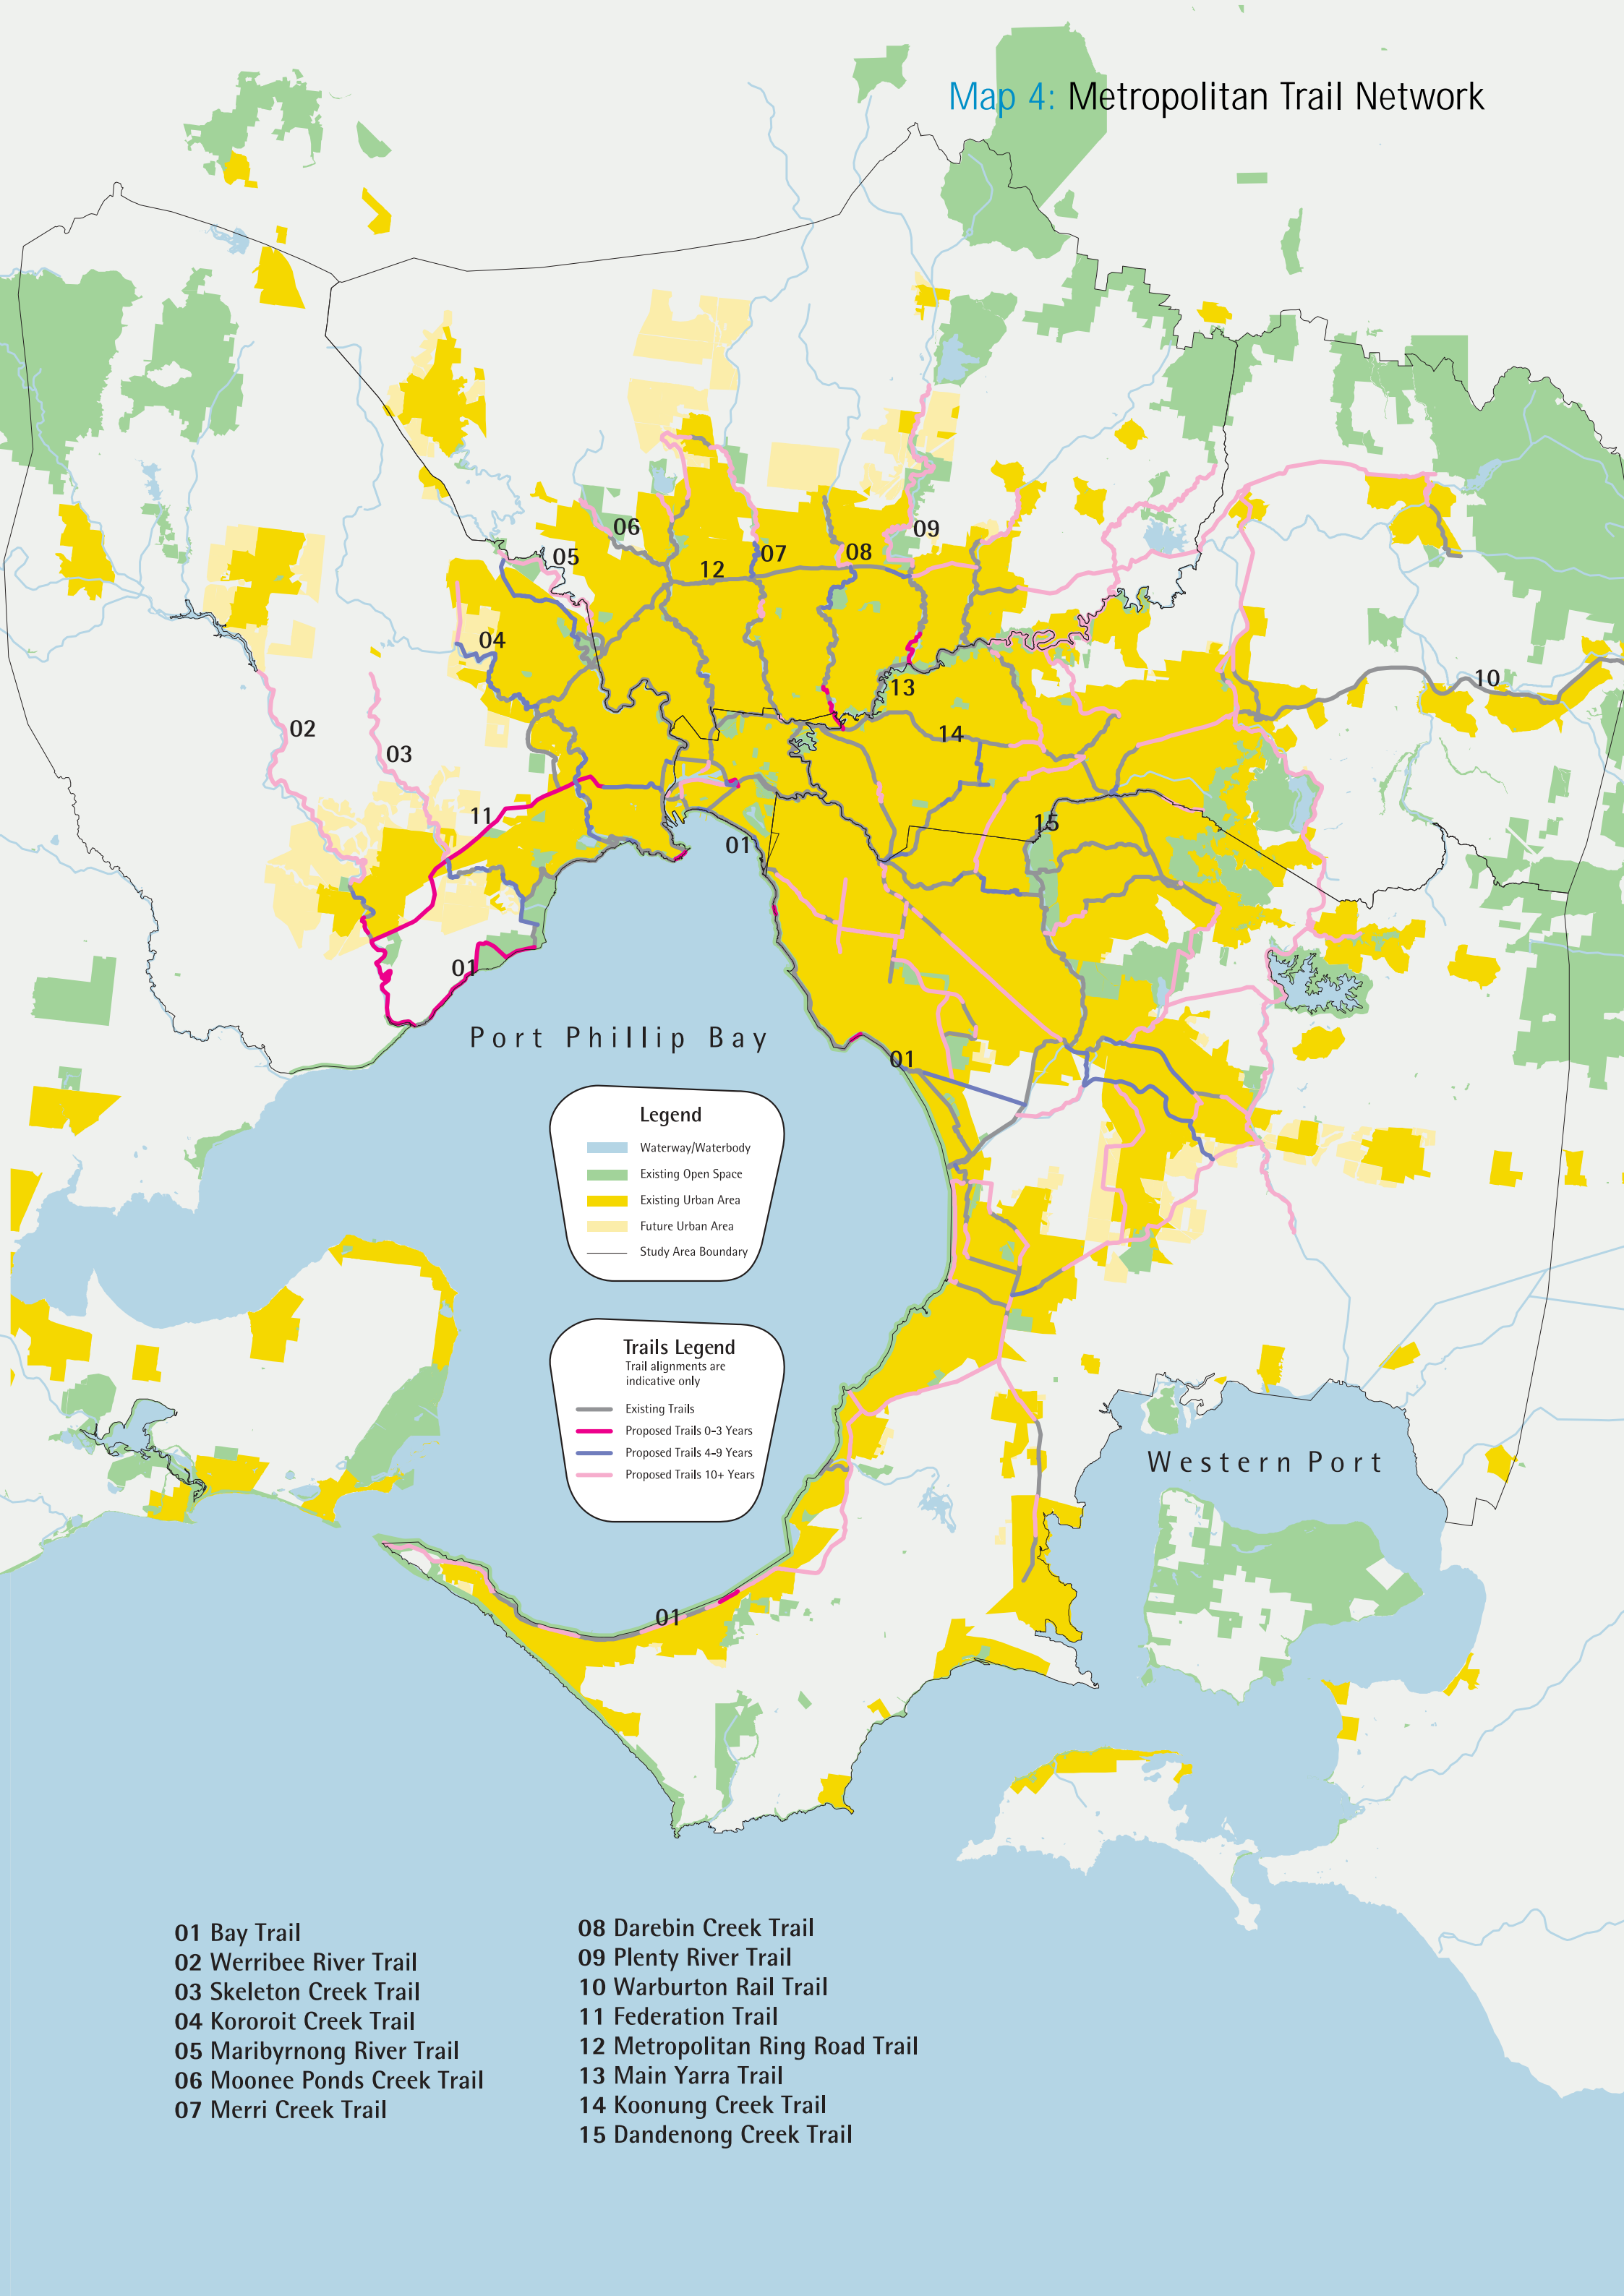 Map 4: Metropolitan Trail Network
06
09
05
07
08
12
04
13
10
02
14
03
11
15
01
01
Port Phillip Bay
01
Legend
Waterway/Waterbody
Existing Open Space
Existing Urban Area
Future Urban Area
Study Area Boundary
Trails Legend
Trail alignments are
indicative only
Existing Trails
Proposed Trails 0-3 Years
Proposed Trails 4-9 Years
Proposed Trails 10+ Years
Western Port
01
01 Bay Trail
02 Werribee River Trail
03 Skeleton Creek Trail
04 Kororoit Creek Trail
05 Maribyrnong River Trail
06 Moonee Ponds Creek Trail
07 Merri Creek Trail
08 Darebin Creek Trail
09 Plenty River Trail
10 Warburton Rail Trail
11 Federation Trail
12 Metropolitan Ring Road Trail
13 Main Yarra Trail
14 Koonung Creek Trail
15 Dandenong Creek Trail